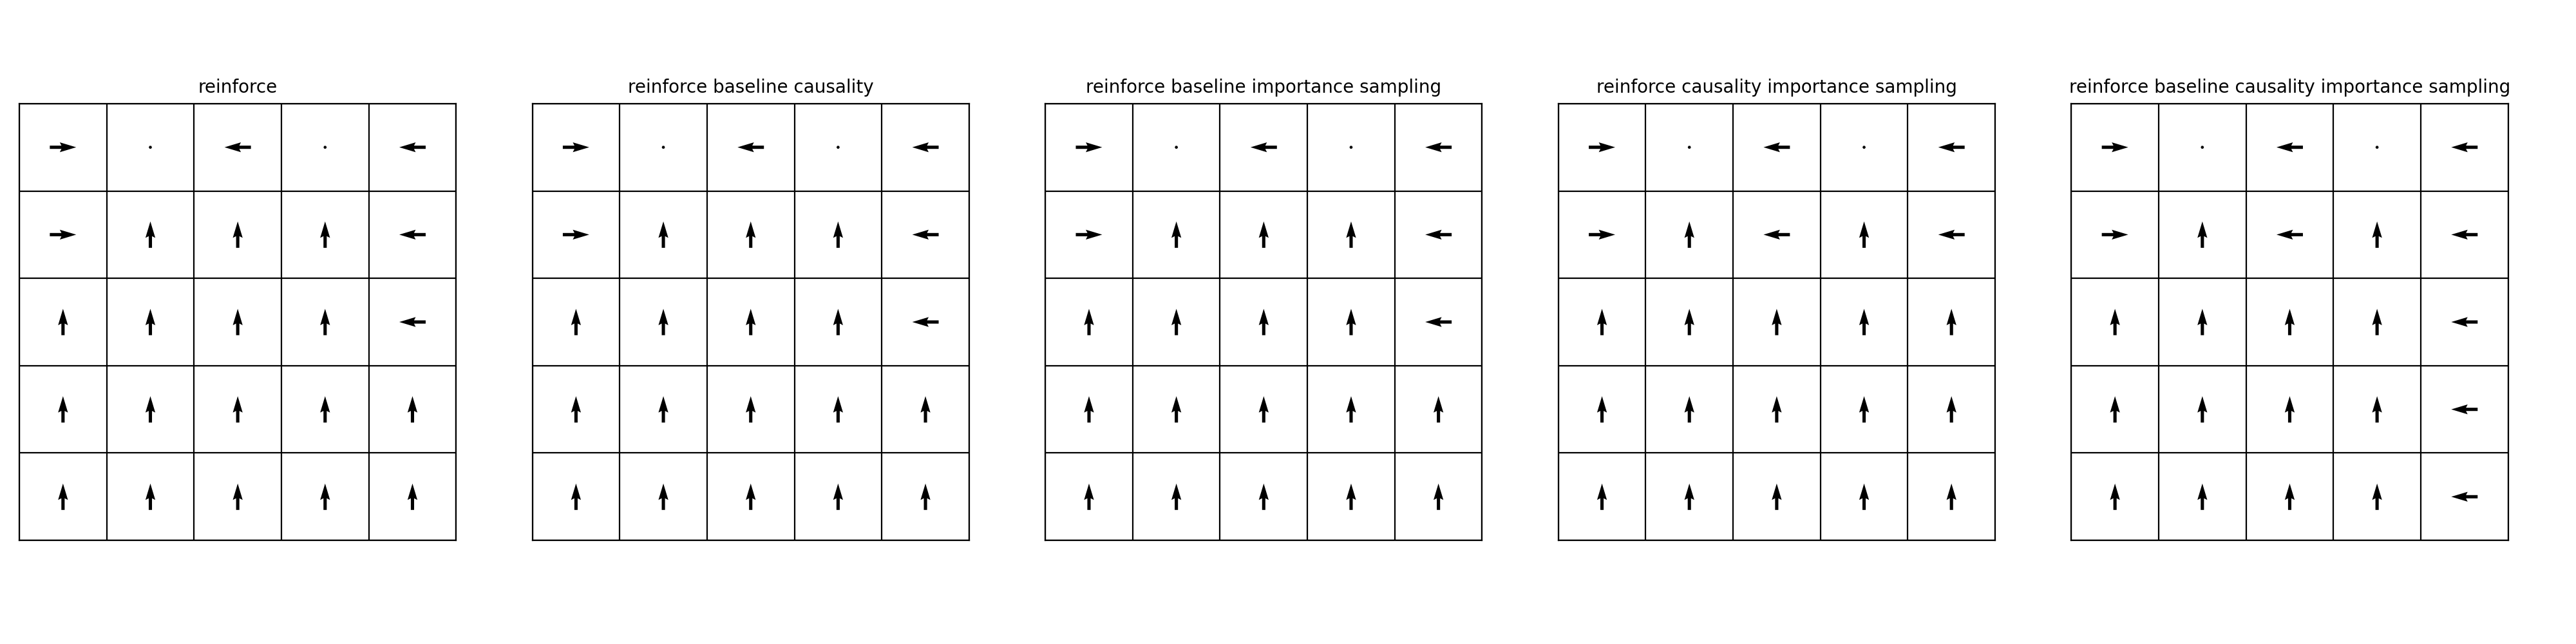 reinforce
reinforce baseline causality
reinforce baseline importance sampling
reinforce causality importance sampling
reinforce baseline causality importance sampling